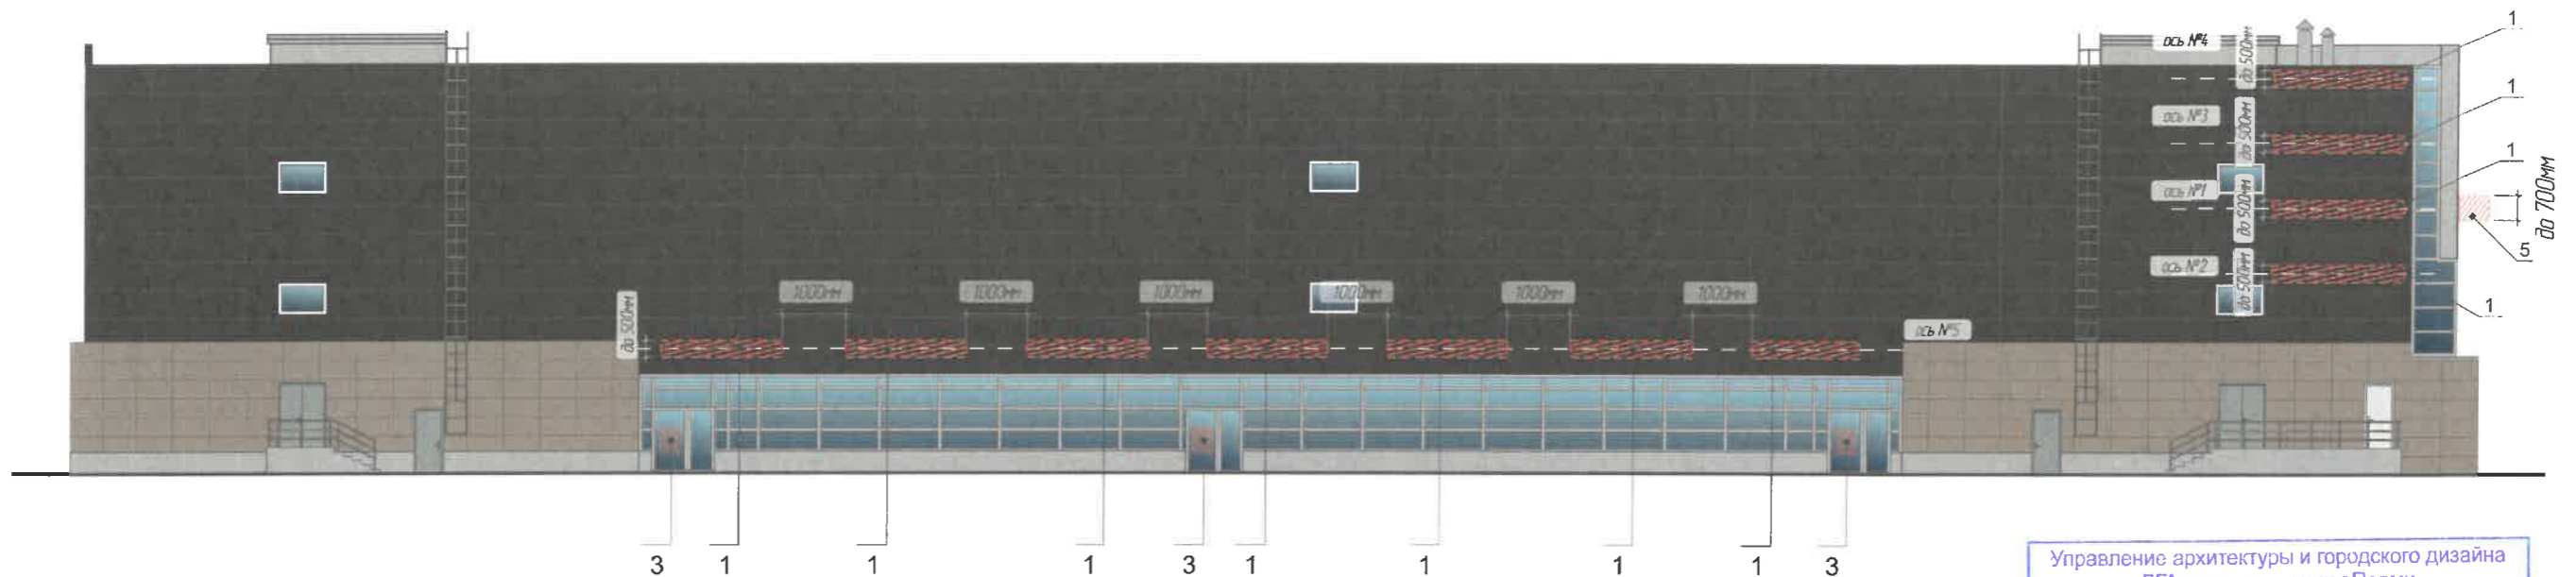 ось №4
до 500мм
1
ось №3
до 500мм
1
ось №1
до 500мм
1
до 700мм
5
ось №2
до 500мм
1
1000мм
1000мм
1000мм
1000мм
1000мм
1000мм
до 500мм
ось №5
3
1
1
1
3
1
1
1
1
3
Управление архитектуры и городского дизайна